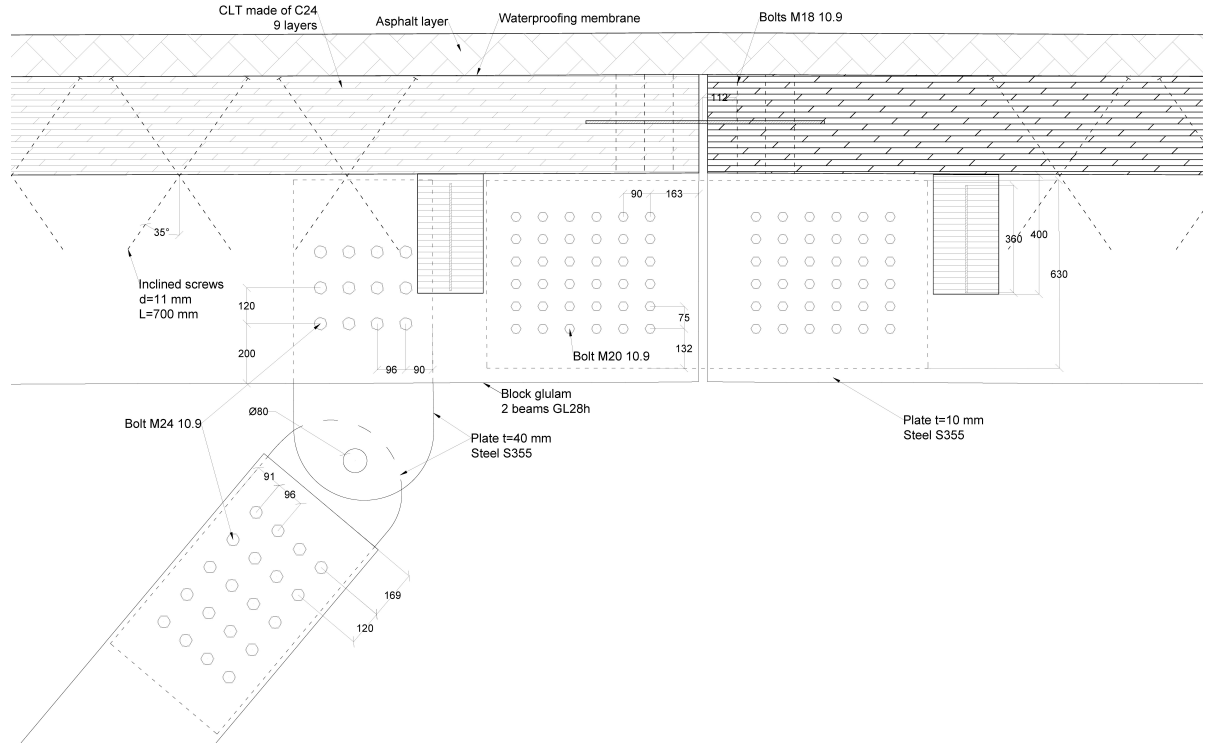 CLT made of C24
9 layers
Asphalt layer
Waterproofing membrane
Bolts M18 10.9
112
90
163
35°
360
400
630
Inclined screws
d=11 mm
L=700 mm
120
200
75
132
Bolt M20 10.9
96
90
Block glulam
2 beams GL28h
Bolt M24 10.9
Ø80
Plate t=40 mm
Steel S355
Plate t=10 mm
Steel S355
91
96
169
120